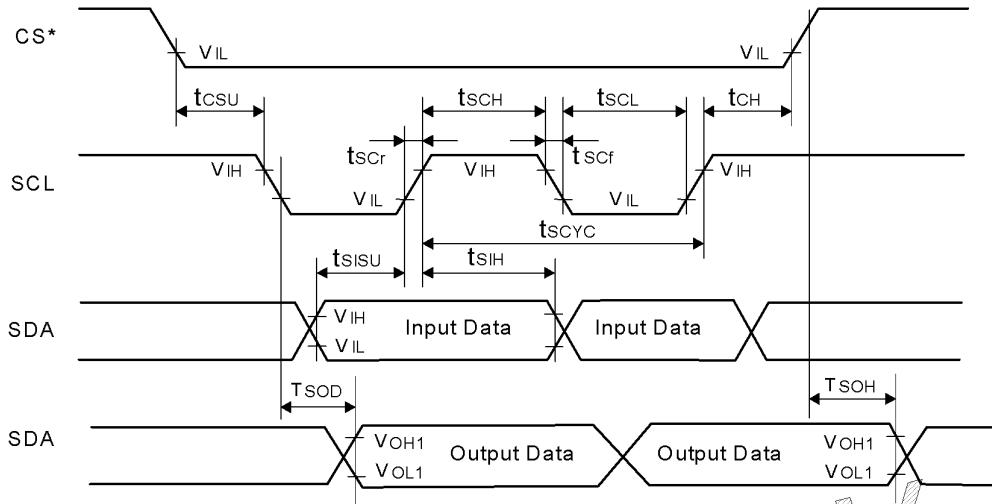 CS*
VIL
VIL
tCSU
tSCH
tSCL
tCH
tSCr
tSCf
SCL
VIH
VIH
VIH
VIL
VIL
tSCYC
tSISU
tSIH
SDA
VIH
Input Data
Input Data
VIL
TSOD
TSOH
SDA
VOH1
Output Data
Output Data
VOH1
VOL1
VOL1